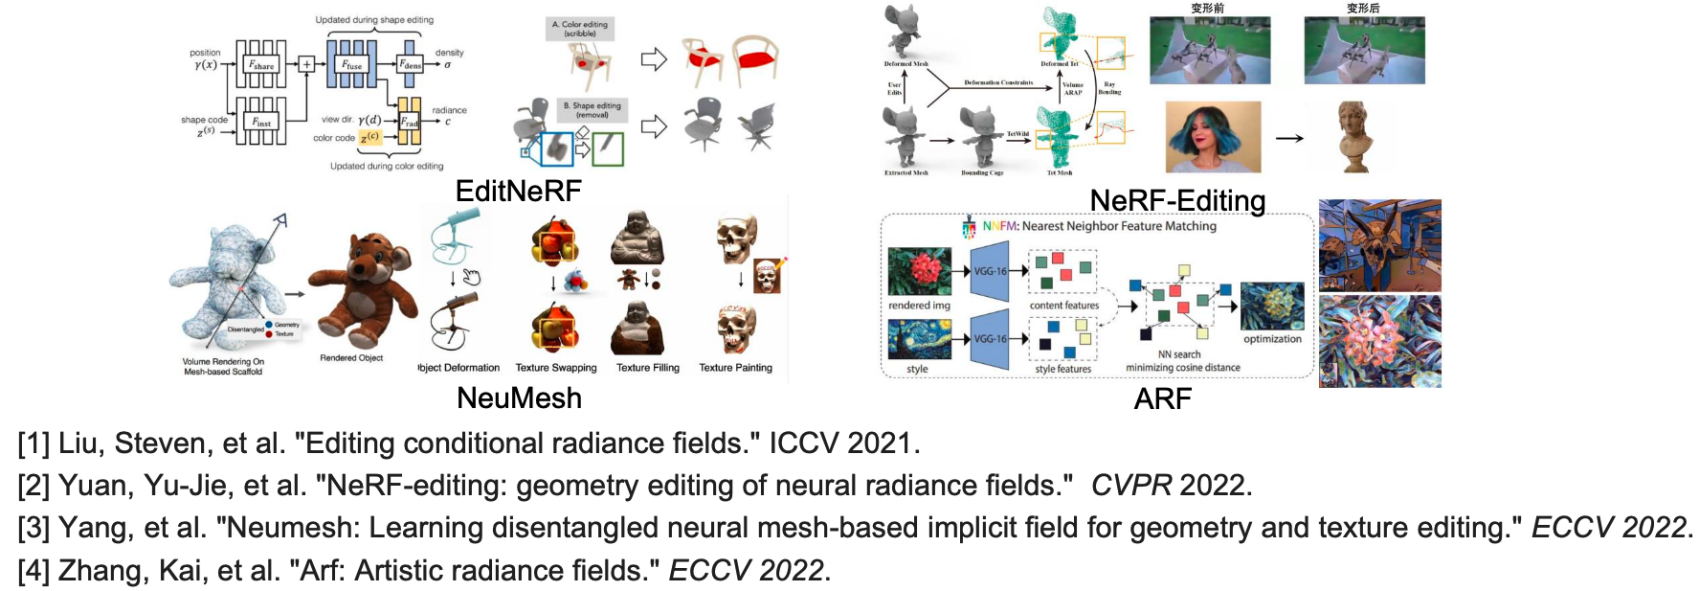 Updated during shape editing
position
γ(x)
F_share
+
F_fuse
F_dens
density
σ
shape code
z^(s)
F_inst
view dir. γ(d)
color code z^(c)
F_rad
radiance
c
Updated during color editing
A. Color editing
(scribble)
B. Shape editing
(removal)
EditNeRF
Deformed Mesh
User
Edits
Deformation Constraints
Deformed Tet
Volume
ARAP
Ray
Bending
TetWild
Extracted Mesh
Bounding Cage
Tet Mesh
变形前
变形后
NeRF-Editing
Disentangled
Geometry
Texture
Volume Rendering On
Mesh-based Scaffold
Rendered Object
Object Deformation
Texture Swapping
Texture Filling
Texture Painting
NeuMesh
NNFM: Nearest Neighbor Feature Matching
rendered img
VGG-16
content features
style
VGG-16
style features
NN search
minimizing cosine distance
optimization
ARF
[1] Liu, Steven, et al. "Editing conditional radiance fields." ICCV 2021.
[2] Yuan, Yu-Jie, et al. "NeRF-editing: geometry editing of neural radiance fields." CVPR 2022.
[3] Yang, et al. "Neumesh: Learning disentangled neural mesh-based implicit field for geometry and texture editing." ECCV 2022.
[4] Zhang, Kai, et al. "Arf: Artistic radiance fields." ECCV 2022.